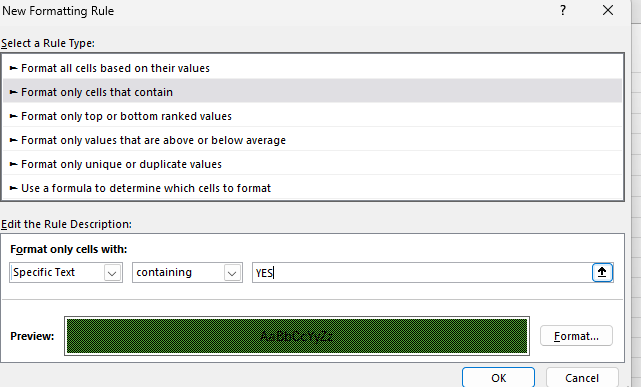 New Formatting Rule
Select a Rule Type:
► Format all cells based on their values
► Format only cells that contain
► Format only top or bottom ranked values
► Format only values that are above or below average
► Format only unique or duplicate values
► Use a formula to determine which cells to format
Edit the Rule Description:
Format only cells with:
Specific Text containing YES
Preview: AaBbCcYyZz Format...
OK Cancel